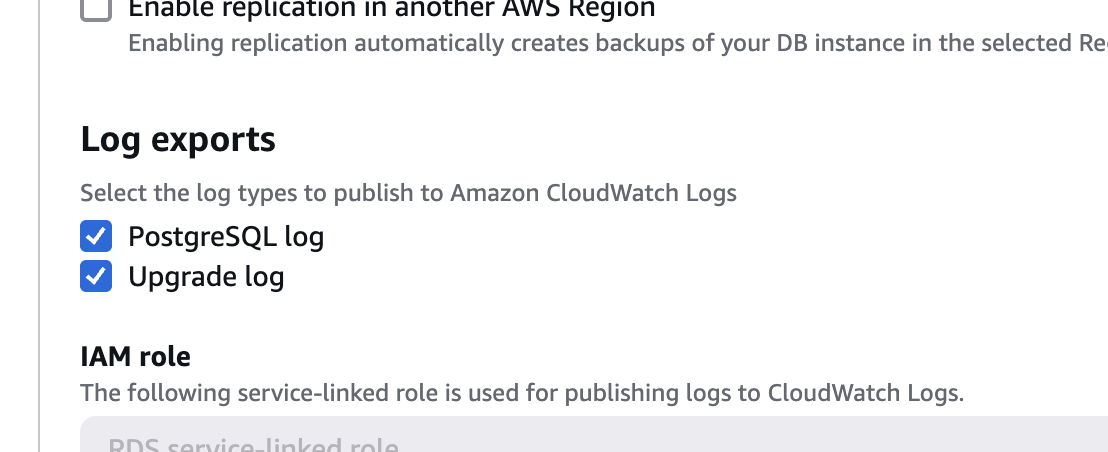 Enable replication in another AWS Region
Enabling replication automatically creates backups of your DB instance in the selected
Log exports
Select the log types to publish to Amazon CloudWatch Logs
PostgreSQL log
Upgrade log
IAM role
The following service-linked role is used for publishing logs to CloudWatch Logs.
RDS service-linked role